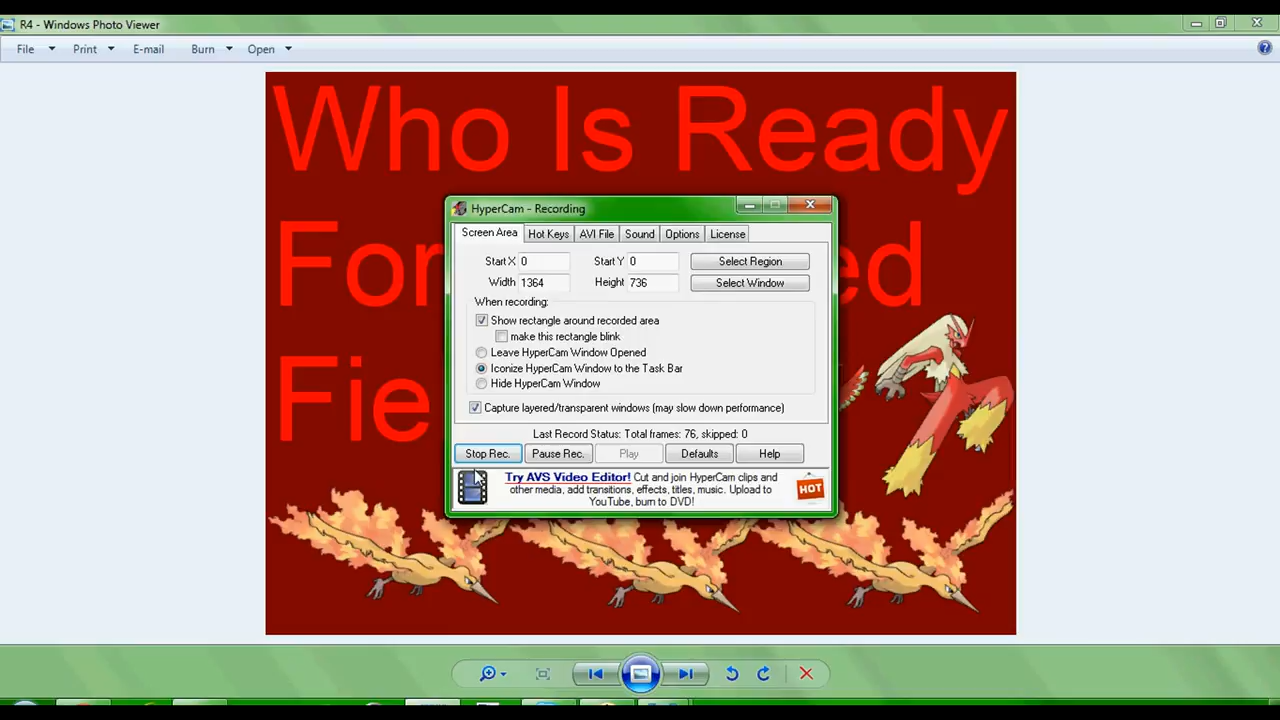 R4 - Windows Photo Viewer
File Print E-mail Burn Open
Who Is Ready
For ed
Fie
HyperCam - Recording
Screen Area Hot Keys AVI File Sound Options License
Start X 0 Start Y 0 Select Region
Width 1364 Height 736 Select Window
When recording:
Show rectangle around recorded area
make this rectangle blink
Leave HyperCam Window Opened
Iconize HyperCam Window to the Task Bar
Hide HyperCam Window
Capture layered/transparent windows (may slow down performance)
Last Record Status: Total frames: 76, skipped: 0
Stop Rec. Pause Rec. Play Defaults Help
Try AVS Video Editor! Cut and join HyperCam clips and
other media, add transitions, effects, titles, music. Upload to
YouTube, burn to DVD!
HOT